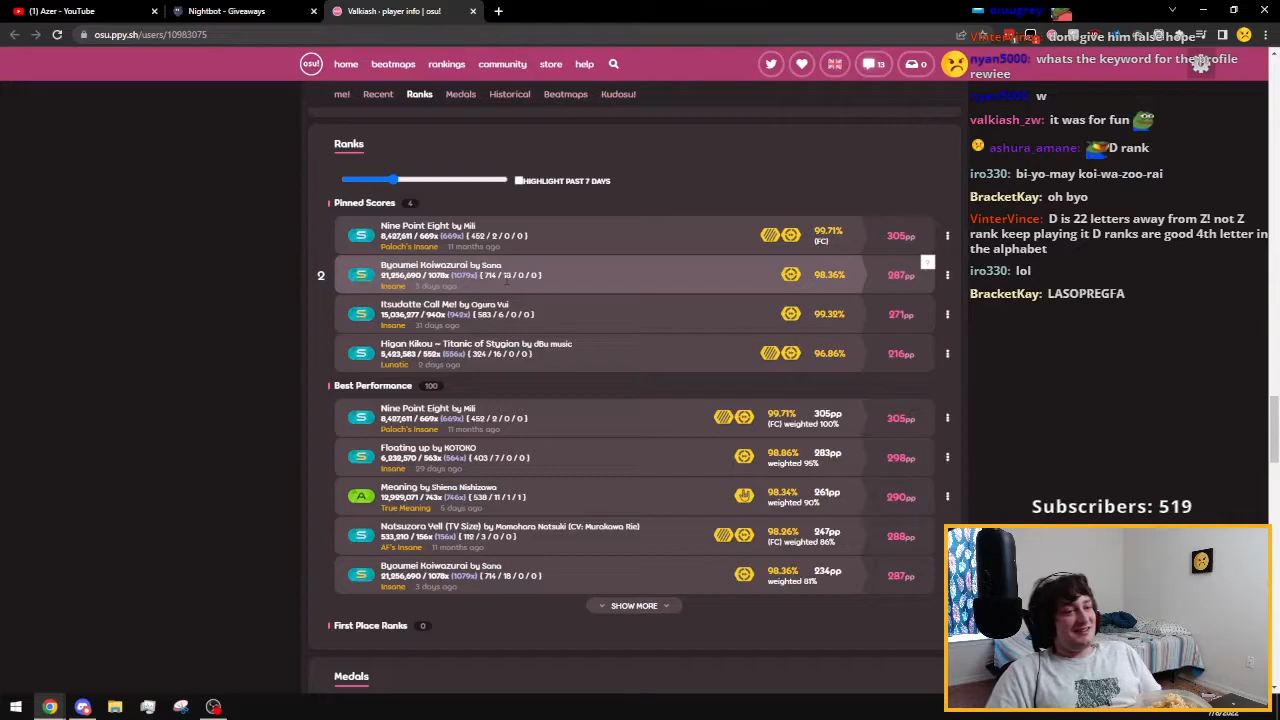 (1) Azer - YouTube
Nightbot - Giveaways
Valkiash · player info | osu!
osu.ppy.sh/users/10983075
osu!
home
beatmaps
rankings
community
store
help
13
0
me!
Recent
Ranks
Medals
Historical
Beatmaps
Kudosu!
Ranks
HIGHLIGHT PAST 7 DAYS
Pinned Scores 4
Nine Point Eight by Mili
8,427,611 / 669x (669x) { 452 / 2 / 0 / 0 }
Paloch's Insane 11 months ago
99.71%
(FC)
305pp
2
Byoumei Koiwazurai by Sana
21,256,690 / 1078x (1079x) { 714 / 18 / 0 / 0 }
Insane 3 days ago
98.36%
287pp
?
Itsudatte Call Me! by Ogura Yui
15,036,277 / 940x (942x) { 583 / 6 / 0 / 0 }
Insane 31 days ago
99.32%
271pp
Higan Kikou ~ Titanic of Stygian by dBu music
5,423,583 / 552x (556x) { 324 / 16 / 0 / 0 }
Lunatic 2 days ago
96.86%
216pp
Best Performance 100
Nine Point Eight by Mili
8,427,611 / 669x (669x) { 452 / 2 / 0 / 0 }
Paloch's Insane 11 months ago
99.71% 305pp
(FC) weighted 100%
305pp
Floating up by KOTOKO
6,232,570 / 563x (564x) { 403 / 7 / 0 / 0 }
Insane 29 days ago
98.86% 283pp
weighted 95%
298pp
Meaning by Shiena Nishizawa
12,929,071 / 743x (746x) { 538 / 11 / 1 / 1 }
True Meaning 5 days ago
98.34% 261pp
weighted 90%
290pp
Natsuzora Yell (TV Size) by Momohara Natsuki (CV: Murakawa Rie)
533,210 / 156x (156x) { 112 / 3 / 0 / 0 }
AF's Insane 11 months ago
98.26% 247pp
(FC) weighted 86%
288pp
Byoumei Koiwazurai by Sana
21,256,690 / 1078x (1079x) { 714 / 18 / 0 / 0 }
Insane 3 days ago
98.36% 234pp
weighted 81%
287pp
SHOW MORE
First Place Ranks 0
Medals
VinterVince: dont give him false hope
nyan5000: whats the keyword for the profile
rewiee
nyan5000: w
valkiash_zw: it was for fun
ashura_amane: D rank
iro330: bi-yo-may koi-wa-zoo-rai
BracketKay: oh byo
VinterVince: D is 22 letters away from Z! not Z
rank keep playing it D ranks are good 4th letter
in the alphabet
iro330: lol
BracketKay: LASOPREGFA
Subscribers: 519
7/8/2022